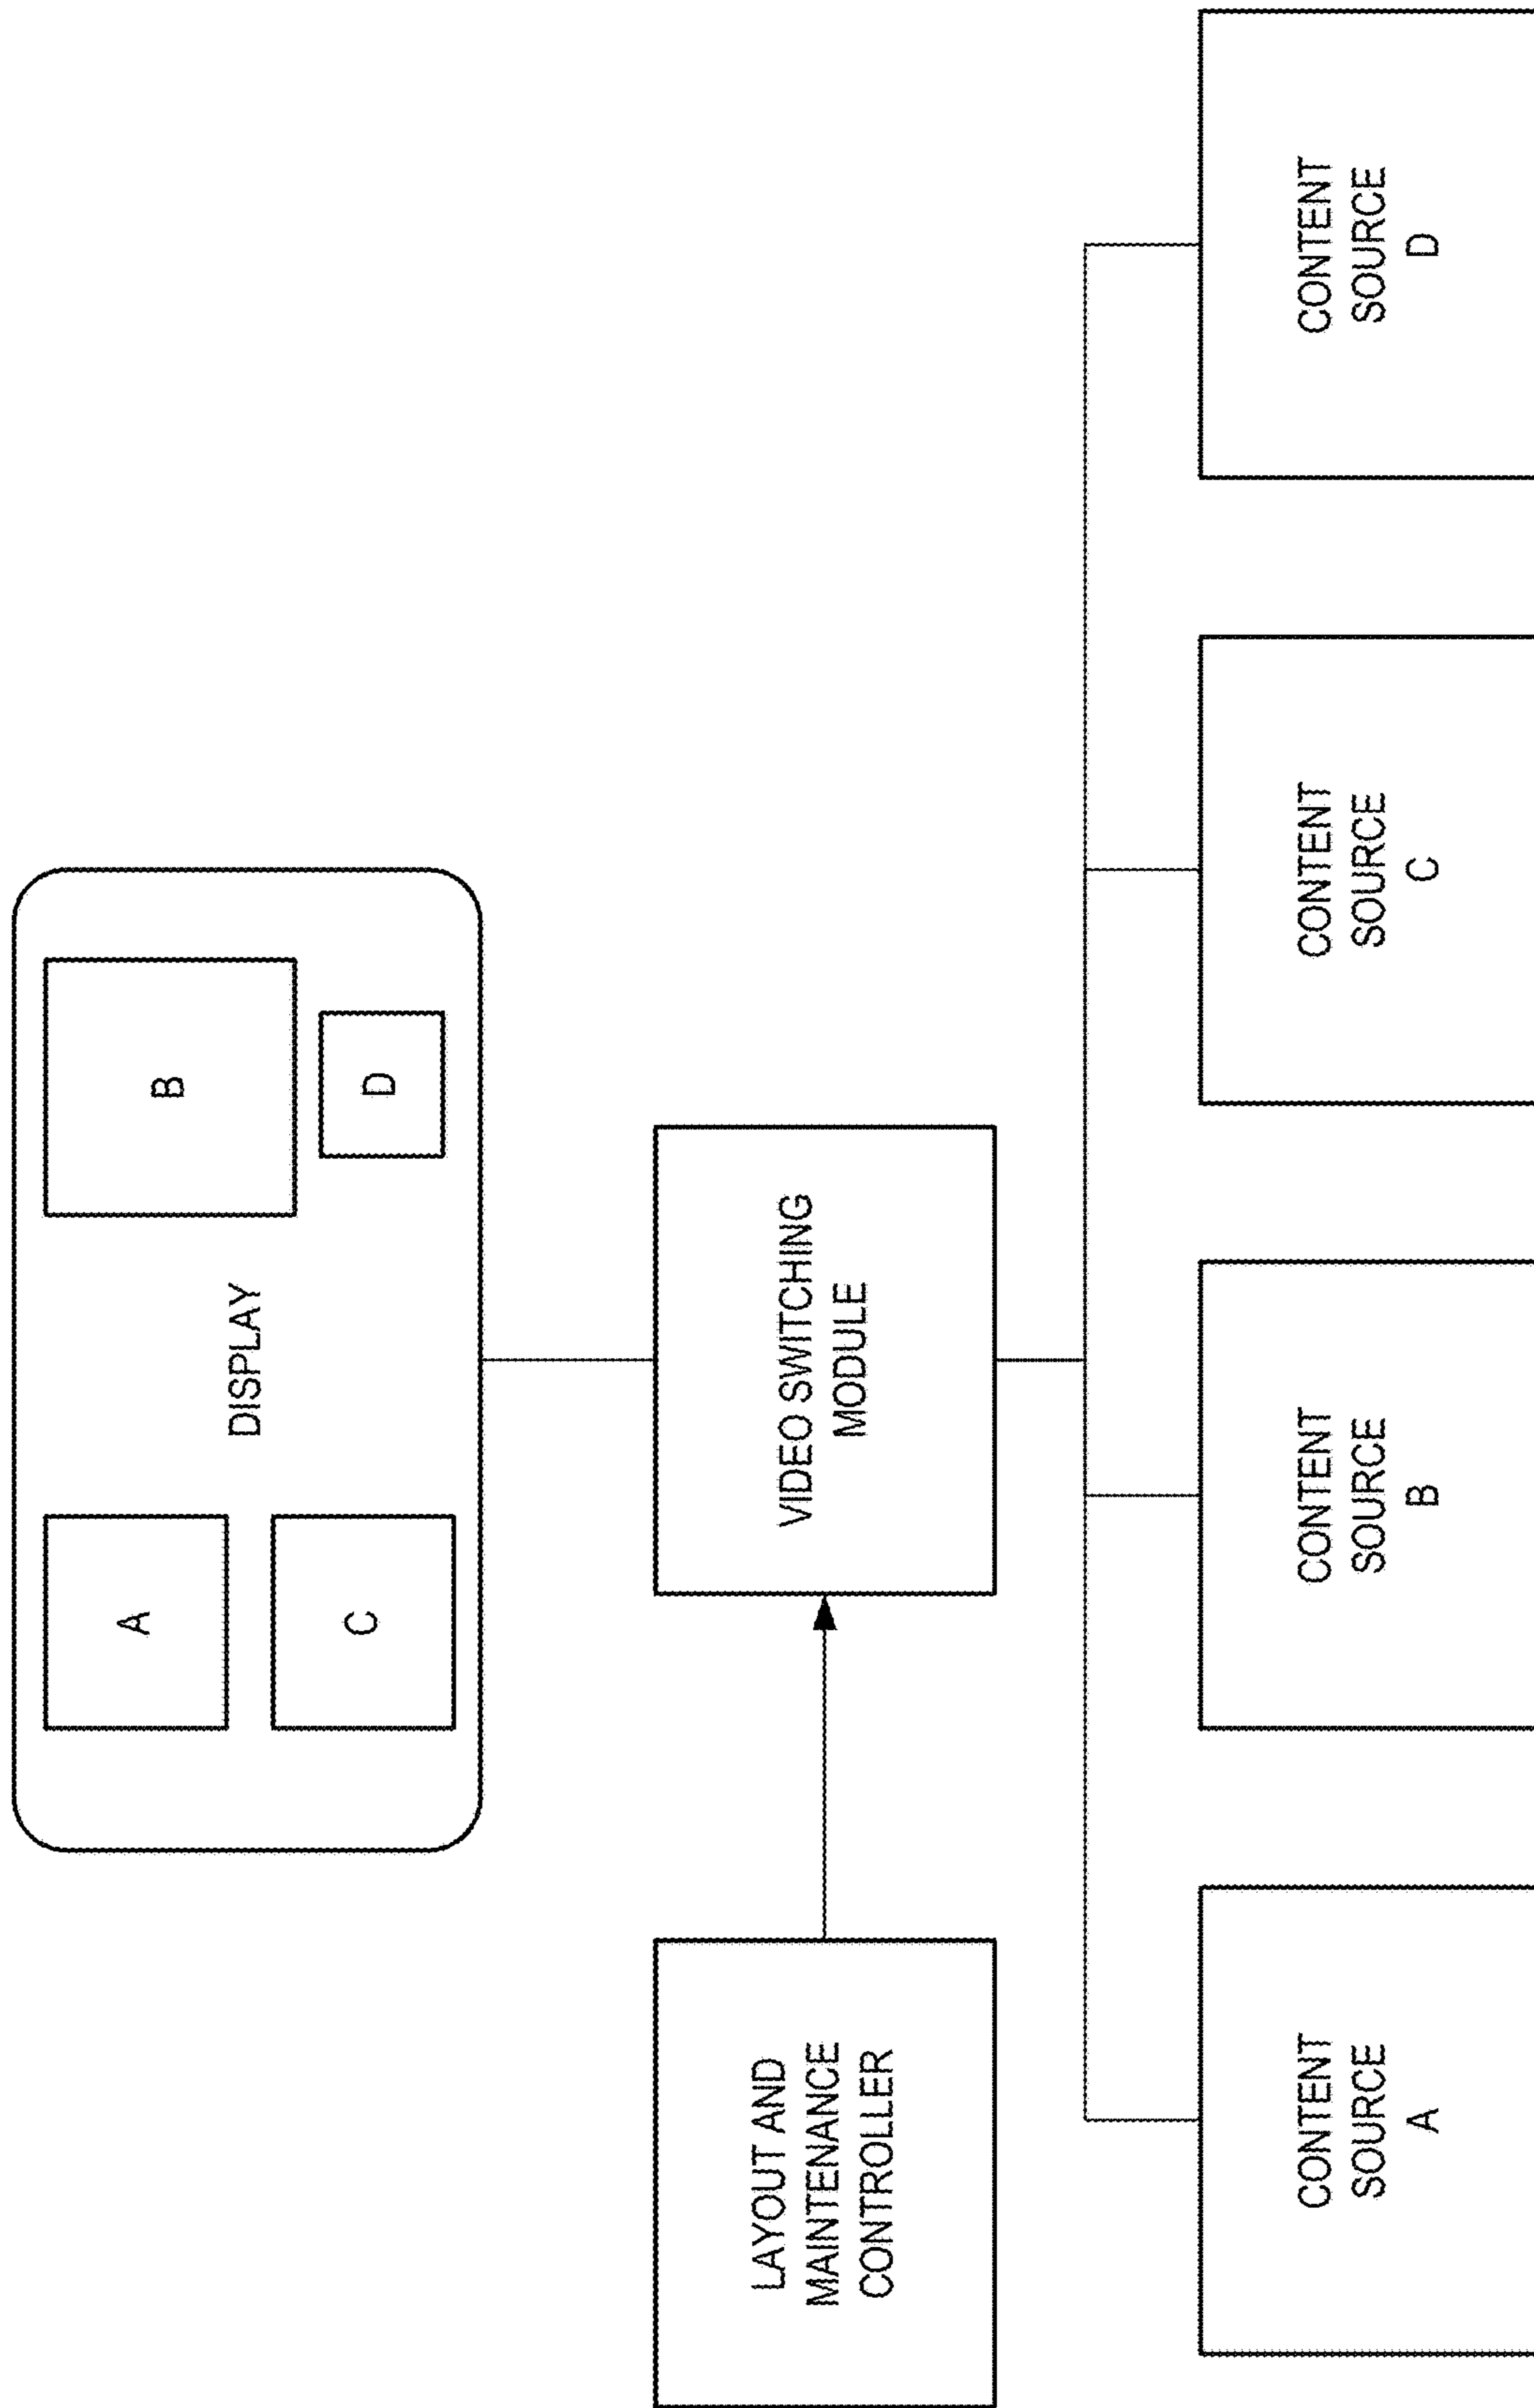 A
B
DISPLAY
C
D
LAYOUT AND
MAINTENANCE
CONTROLLER
VIDEO SWITCHING
MODULE
CONTENT
SOURCE
A
CONTENT
SOURCE
B
CONTENT
SOURCE
C
CONTENT
SOURCE
D